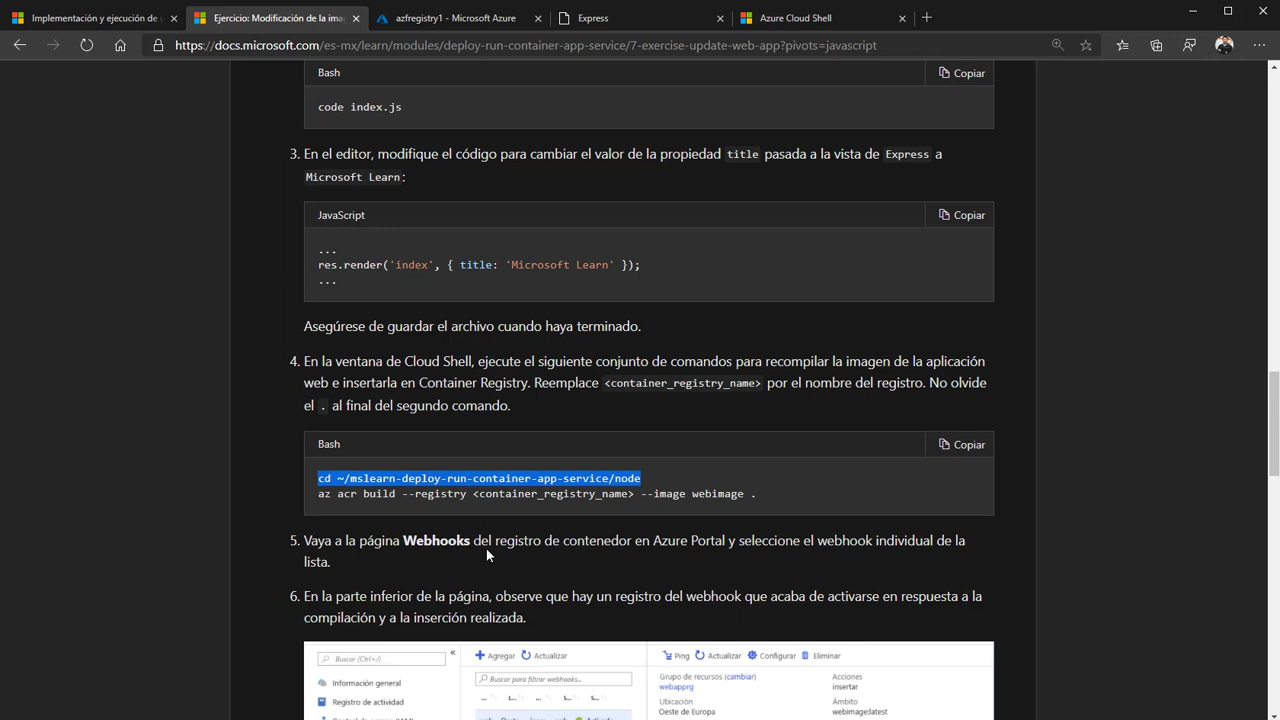 Implementación y ejecución de
Ejercicio: Modificación de la ima
azfregistry1 - Microsoft Azure
Express
Azure Cloud Shell
https://docs.microsoft.com/es-mx/learn/modules/deploy-run-container-app-service/7-exercise-update-web-app?pivots=javascript
Bash
Copiar
code index.js
3. En el editor, modifique el código para cambiar el valor de la propiedad title pasada a la vista de Express a
Microsoft Learn:
JavaScript
Copiar
...
res.render('index', { title: 'Microsoft Learn' });
...
Asegúrese de guardar el archivo cuando haya terminado.
4. En la ventana de Cloud Shell, ejecute el siguiente conjunto de comandos para recompilar la imagen de la aplicación
web e insertarla en Container Registry. Reemplace <container_registry_name> por el nombre del registro. No olvide
el . al final del segundo comando.
Bash
Copiar
cd ~/mslearn-deploy-run-container-app-service/node
az acr build --registry <container_registry_name> --image webimage .
5. Vaya a la página Webhooks del registro de contenedor en Azure Portal y seleccione el webhook individual de la
lista.
6. En la parte inferior de la página, observe que hay un registro del webhook que acaba de activarse en respuesta a la
compilación y a la inserción realizada.
Buscar (Ctrl+/)
Agregar
Actualizar
Ping
Actualizar
Configurar
Eliminar
Buscar para filtrar webhooks...
Información general
Registro de actividad
Grupo de recursos (cambiar)
webapprg
Ubicación
Oeste de Europa
Acciones
insertar
Ámbito
webimage:latest